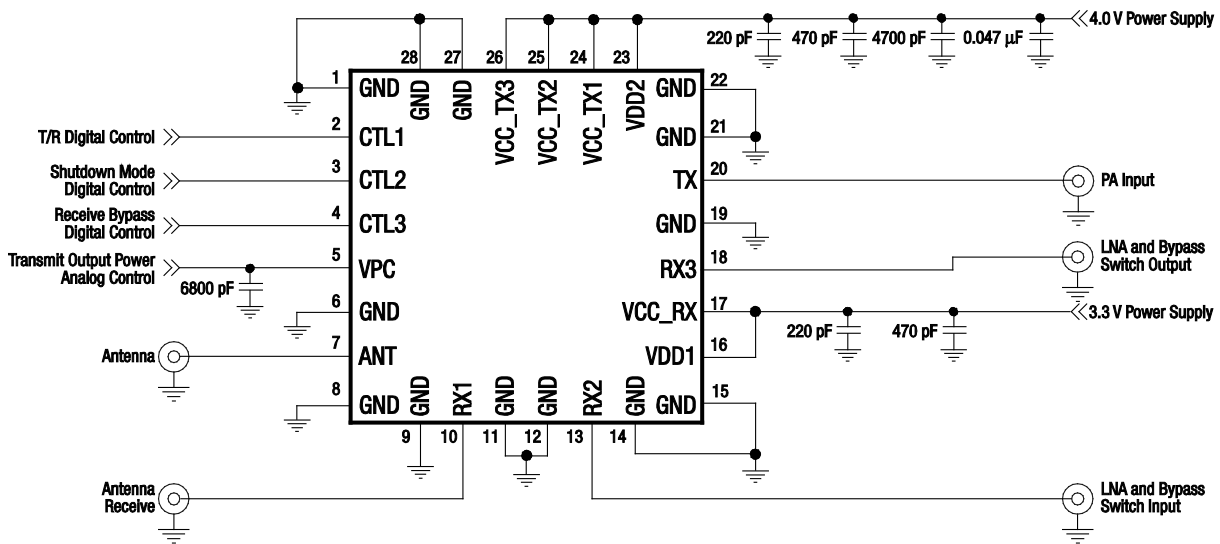 4.0 V Power Supply
220 pF
470 pF
4700 pF
0.047 µF
28
27
26
25
24
23
1
GND
GND
GND
VCC_TX3
VCC_TX2
VCC_TX1
VDD2
GND
22
T/R Digital Control
2
CTL1
GND
21
Shutdown Mode
Digital Control
3
CTL2
TX
20
PA Input
Receive Bypass
Digital Control
4
CTL3
GND
19
Transmit Output Power
Analog Control
5
VPC
RX3
18
LNA and Bypass
Switch Output
6800 pF
6
GND
VCC_RX
17
3.3 V Power Supply
220 pF
470 pF
Antenna
7
ANT
VDD1
16
8
GND
GND
RX1
GND
GND
RX2
GND
GND
15
9
10
11
12
13
14
Antenna
Receive
LNA and Bypass
Switch Input